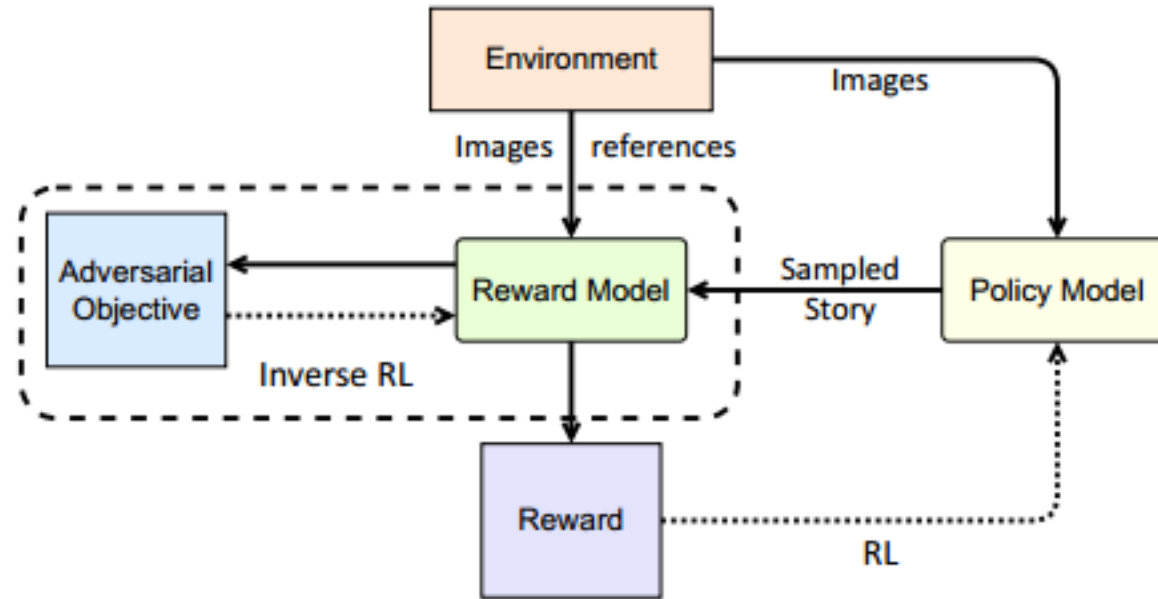 Environment
Images
Images references
Adversarial
Objective
Reward Model
Sampled
Story
Policy Model
Inverse RL
Reward
RL